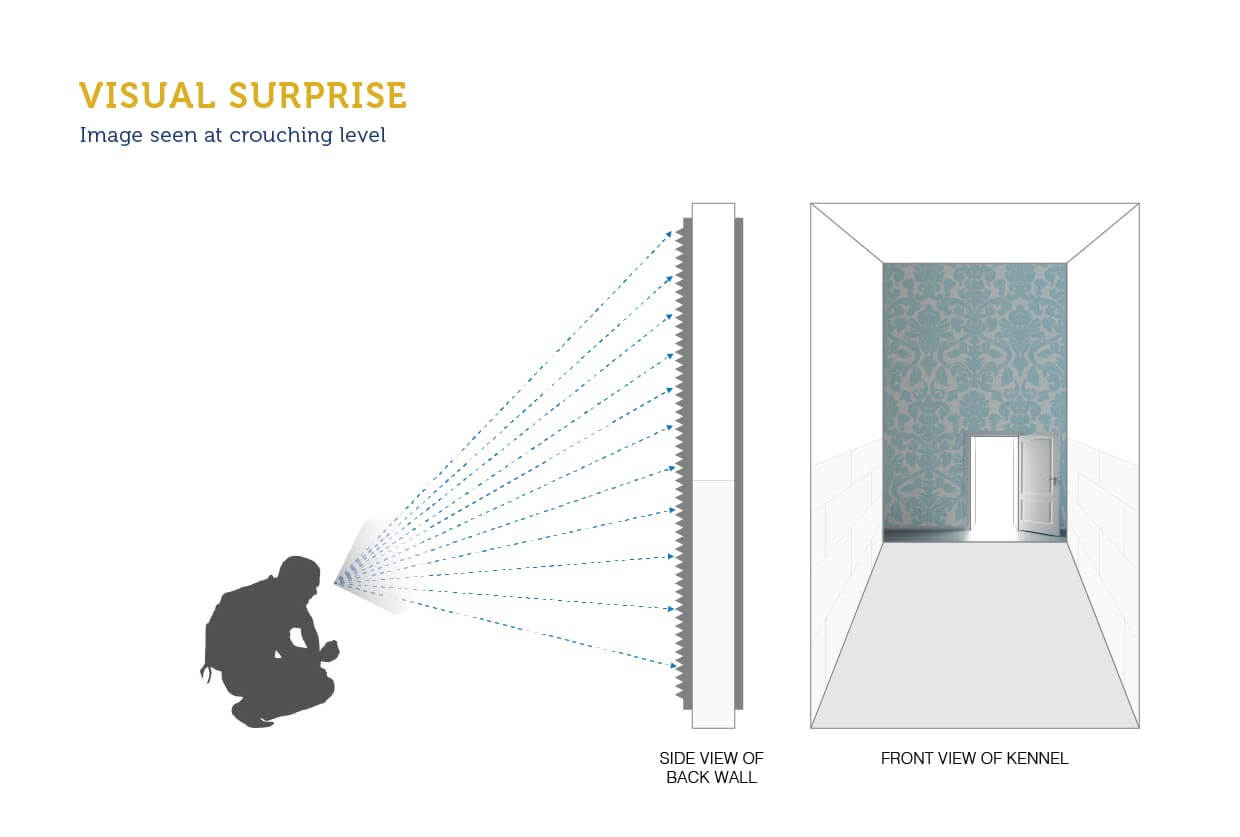 VISUAL SURPRISE
Image seen at crouching level
SIDE VIEW OF
BACK WALL
FRONT VIEW OF KENNEL